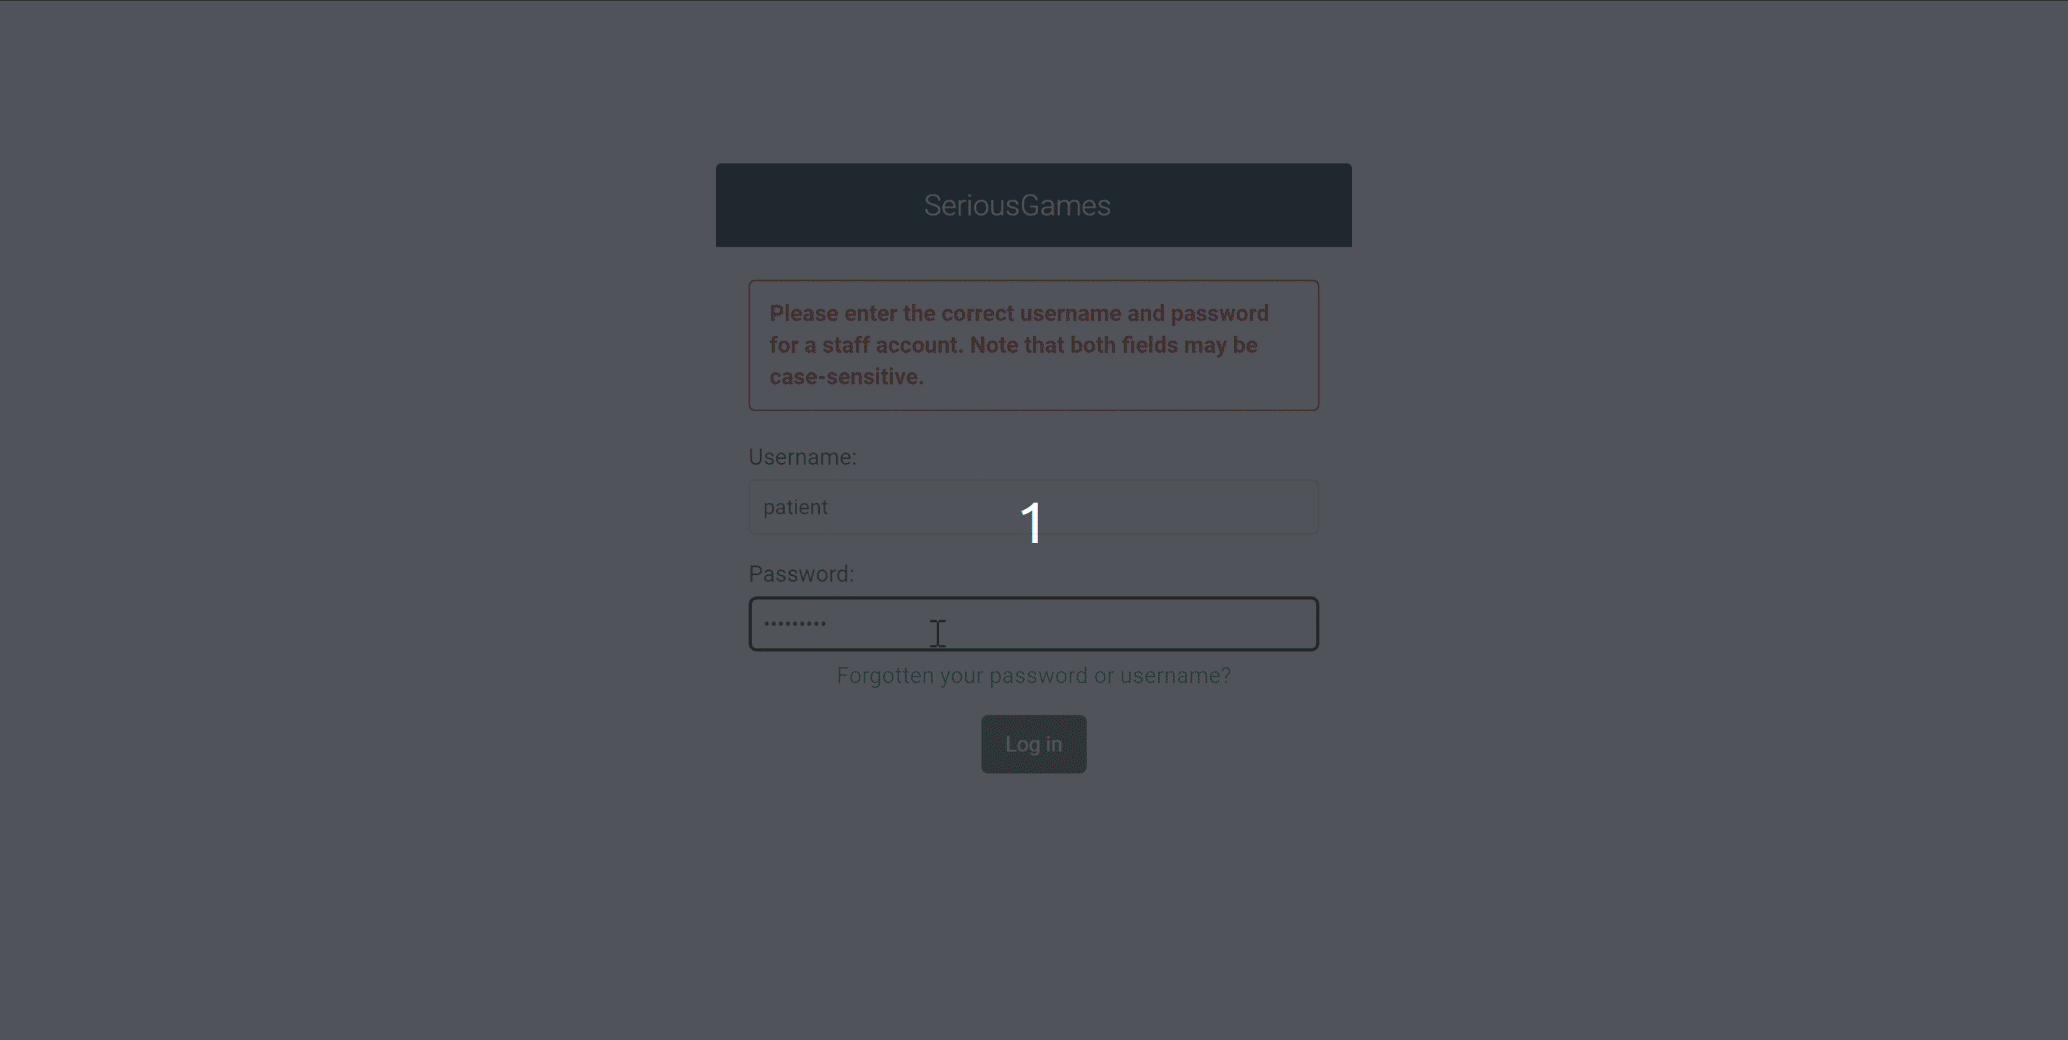 SeriousGames
Please enter the correct username and password
for a staff account. Note that both fields may be
case-sensitive.
Username:
patient
1
Password:
•••••••••
Forgotten your password or username?
Log in